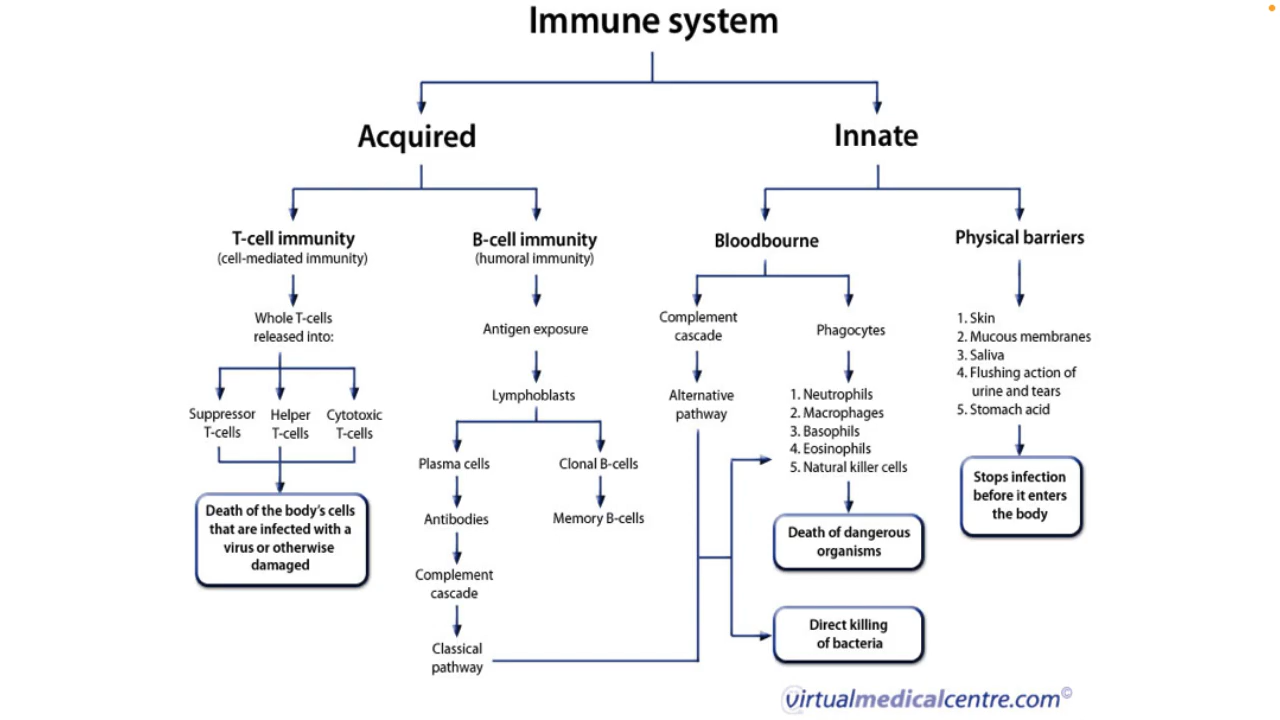 Immune system
Acquired
Innate
T-cell immunity
(cell-mediated immunity)
B-cell immunity
(humoral immunity)
Bloodbourne
Physical barriers
Whole T-cells
released into:
Suppressor
T-cells
Helper
T-cells
Cytotoxic
T-cells
Death of the body's cells
that are infected with a
virus or otherwise
damaged
Antigen exposure
Lymphoblasts
Plasma cells
Clonal B-cells
Antibodies
Memory B-cells
Complement
cascade
Classical
pathway
Complement
cascade
Alternative
pathway
Phagocytes
1. Neutrophils
2. Macrophages
3. Basophils
4. Eosinophils
5. Natural killer cells
Death of dangerous
organisms
Direct killing
of bacteria
1. Skin
2. Mucous membranes
3. Saliva
4. Flushing action of
urine and tears
5. Stomach acid
Stops infection
before it enters
the body
virtualmedicalcentre.com©